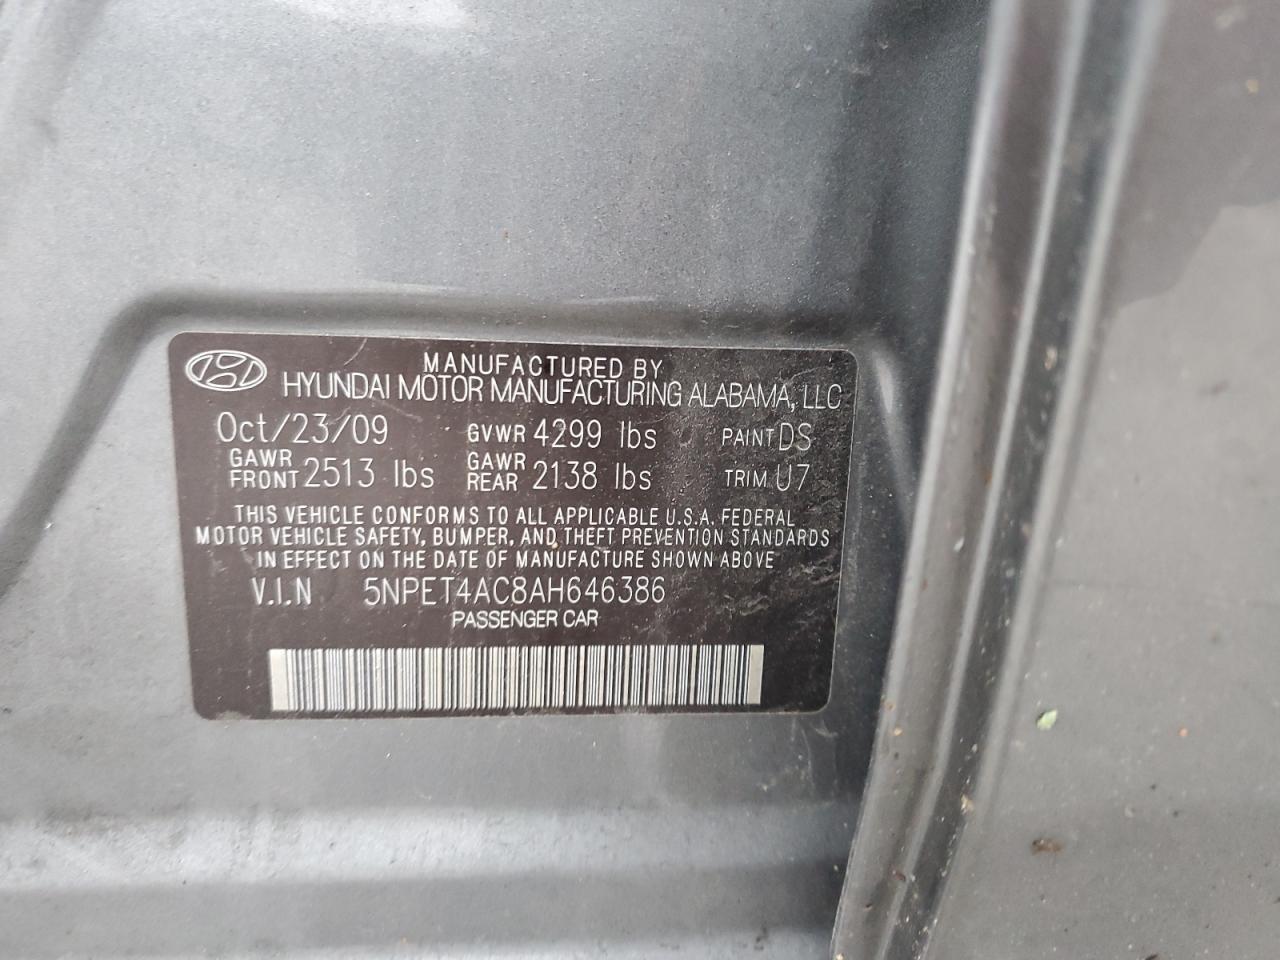 MANUFACTURED BY
HYUNDAI MOTOR MANUFACTURING ALABAMA, LLC
Oct/23/09 GVWR 4299 lbs PAINT DS
GAWR FRONT 2513 lbs GAWR REAR 2138 lbs TRIM U7
THIS VEHICLE CONFORMS TO ALL APPLICABLE U.S.A. FEDERAL
MOTOR VEHICLE SAFETY, BUMPER, AND THEFT PREVENTION STANDARDS
IN EFFECT ON THE DATE OF MANUFACTURE SHOWN ABOVE
V.I.N 5NPET4AC8AH646386
PASSENGER CAR